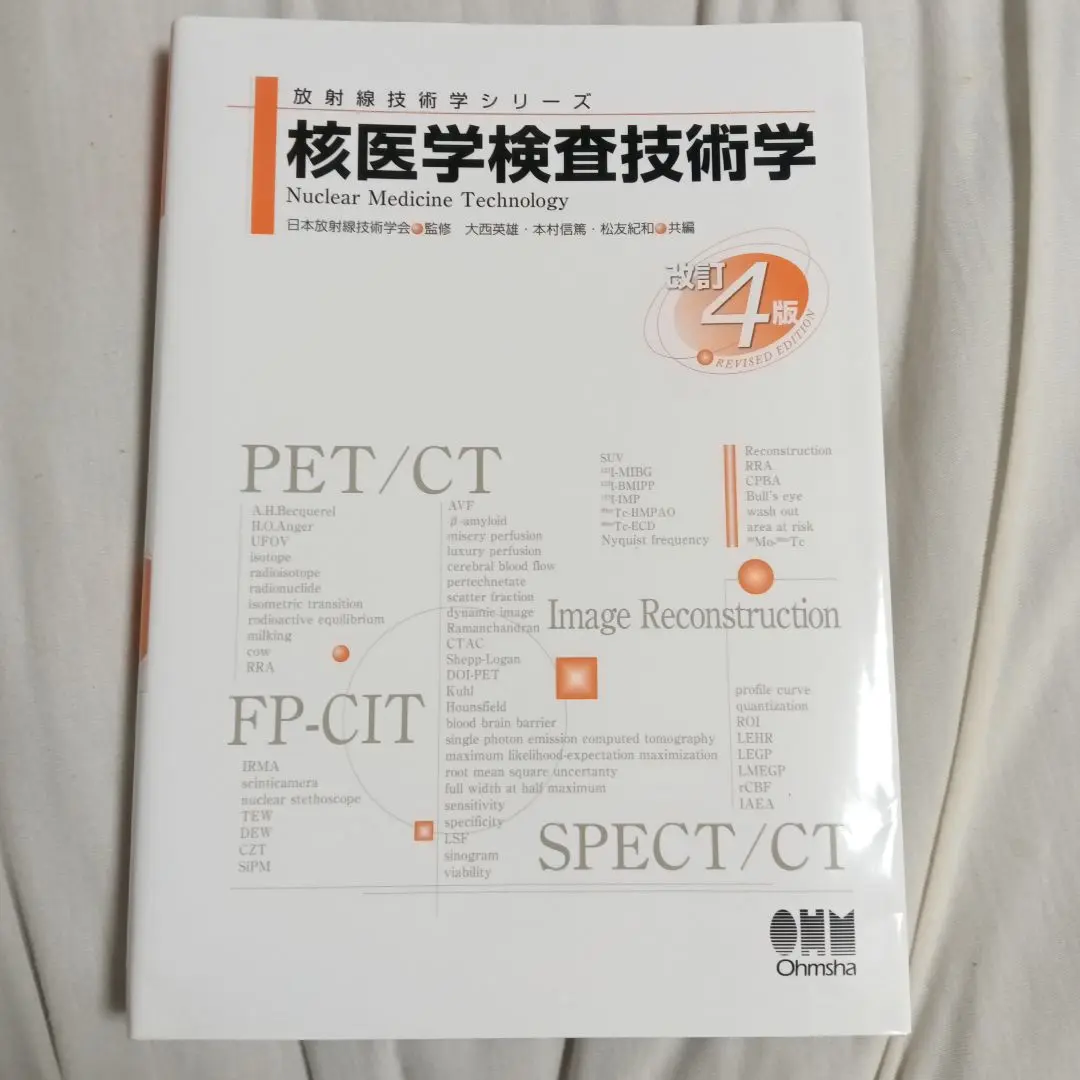 放射線技術学シリーズ
核医学検査技術学
Nuclear Medicine Technology
日本放射線技術学会●監修 大西英雄・本村信篤・松友紀和●共編
改訂
4版
REVISED EDITION
PET/CT
A.H.Becquerel
H.O.Anger
UFOV
isotope
radioisotope
radionuclide
isometric transition
radioactive equilibrium
milking
cow
RRA
AVF
β-amyloid
misery perfusion
luxury perfusion
cerebral blood flow
pertechnetate
scatter fraction
dynamic image
Ramanchandran
CTAC
Shepp-Logan
DOI-PET
Kuhl
Hounsfield
blood brain barrier
single photon emission computed tomography
maximum likelihood-expectation maximization
root mean square uncertainty
full width at half maximum
sensitivity
specificity
LSF
sinogram
viability
SUV
¹²³I-MIBG
¹²³I-BMIPP
¹²³I-IMP
⁹⁹ᵐTc-HMPAO
⁹⁹ᵐTc-ECD
Nyquist frequency
Reconstruction
RRA
CPBA
Bull's eye
wash out
area at risk
⁹⁹Mo-⁹⁹ᵐTc
Image Reconstruction
FP-CIT
IRMA
scinticamera
nuclear stethoscope
TEW
DEW
CZT
SiPM
profile curve
quantization
ROI
LEHR
LEGP
LMEGP
rCBF
IAEA
SPECT/CT
OHM
Ohmsha